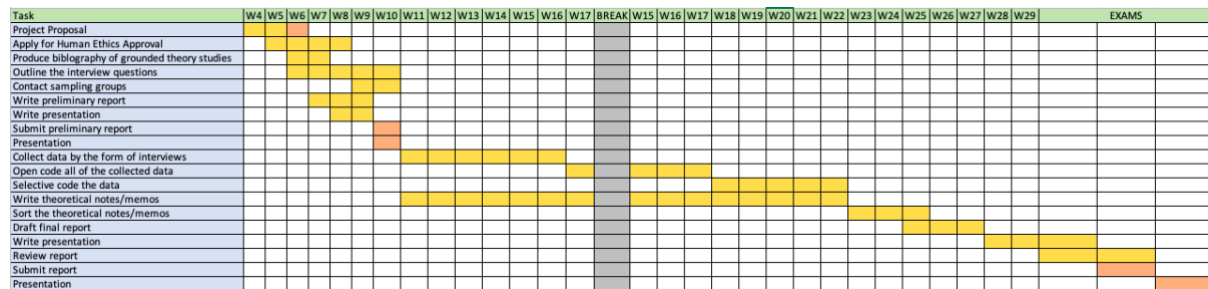 Task W4 W5 W6 W7 W8 W9 W10 W11 W12 W13 W14 W15 W16 W17 BREAK W15 W16 W17 W18 W19 W20 W21 W22 W23 W24 W25 W26 W27 W28 W29 EXAMS
Project Proposal
Apply for Human Ethics Approval
Produce biblography of grounded theory studies
Outline the interview questions
Contact sampling groups
Write preliminary report
Write presentation
Submit preliminary report
Presentation
Collect data by the form of interviews
Open code all of the collected data
Selective code the data
Write theoretical notes/memos
Sort the theoretical notes/memos
Draft final report
Write presentation
Review report
Submit report
Presentation